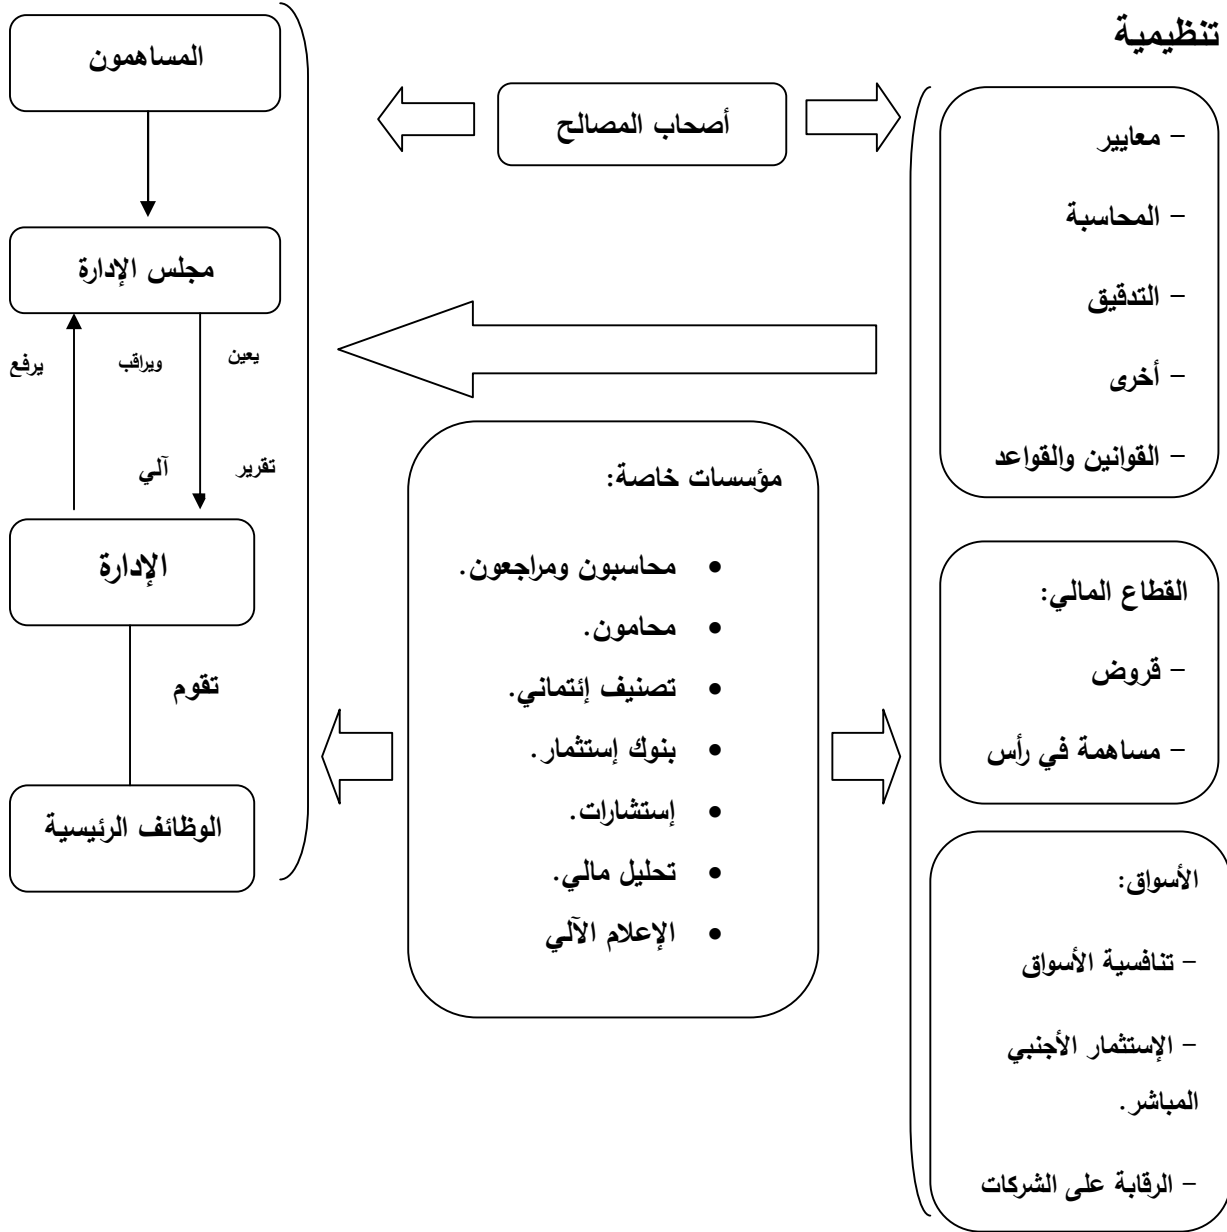 تنظيمية
– معايير
– المحاسبة
– التدقيق
– أخرى
– القوانين والقواعد
القطاع المالي:
– قروض
– مساهمة في رأس
الأسواق:
– تنافسية الأسواق
– الإستثمار الأجنبي
المباشر.
– الرقابة على الشركات
أصحاب المصالح
مؤسسات خاصة:
• محاسبون ومراجعون.
• محامون.
• تصنيف إئتماني.
• بنوك إستثمار.
• إستشارات.
• تحليل مالي.
• الإعلام الآلي
المساهمون
مجلس الإدارة
يعين ويراقب يرفع
تقرير آلي
الإدارة
تقوم
الوظائف الرئيسية